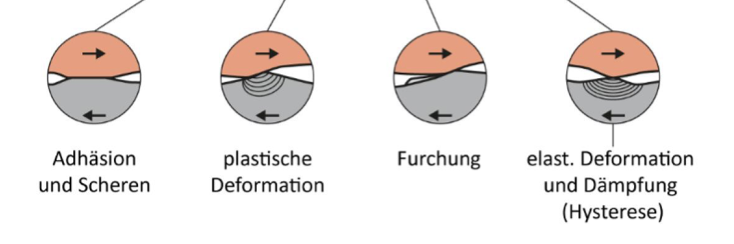 Adhäsion
und Scheren
plastische
Deformation
Furchung
elast. Deformation
und Dämpfung
(Hysterese)